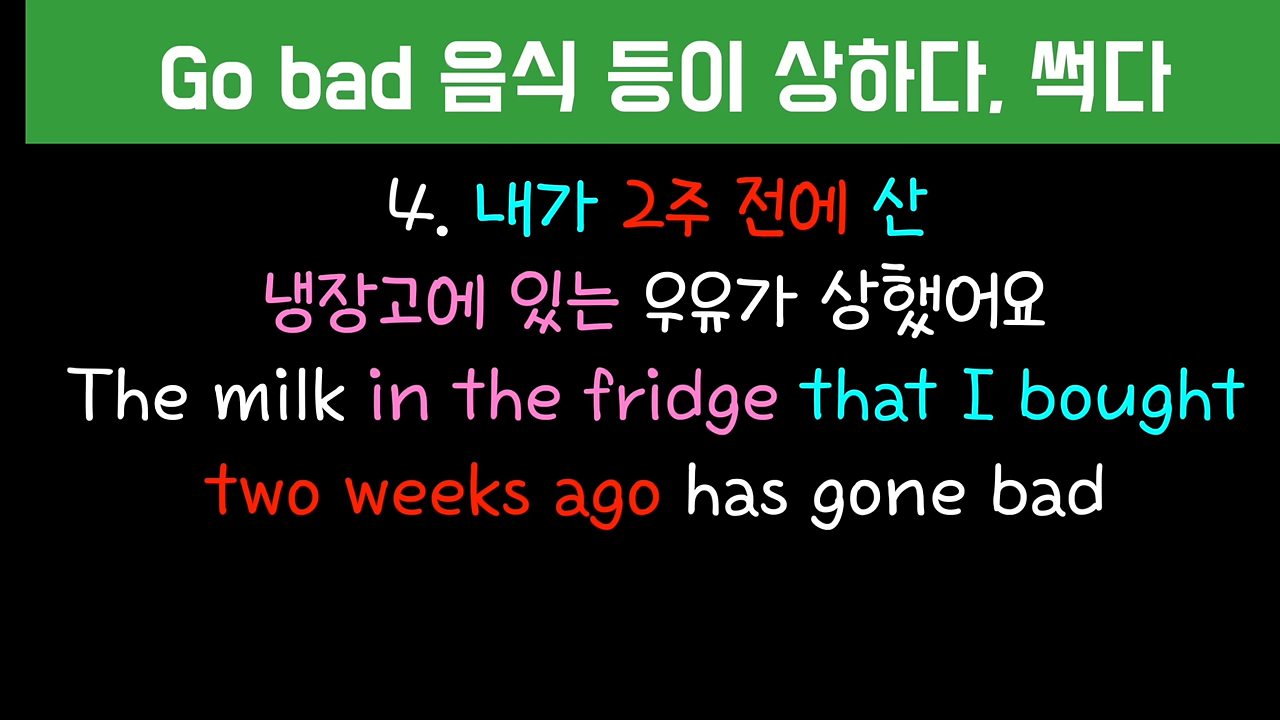 Go bad 음식 등이 상하다, 썩다
4. 내가 2주 전에 산
냉장고에 있는 우유가 상했어요
The milk in the fridge that I bought
two weeks ago has gone bad